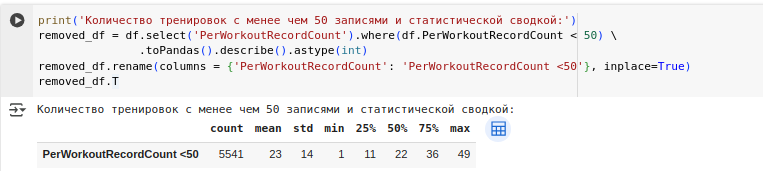 print('Количество тренировок с менее чем 50 записями и статистической сводкой:')
removed_df = df.select('PerWorkoutRecordCount').where(df.PerWorkoutRecordCount < 50) \
.toPandas().describe().astype(int)
removed_df.rename(columns = {'PerWorkoutRecordCount': 'PerWorkoutRecordCount <50'}, inplace=True)
removed_df.T
Количество тренировок с менее чем 50 записями и статистической сводкой:
count mean std min 25% 50% 75% max
PerWorkoutRecordCount <50 5541 23 14 1 11 22 36 49